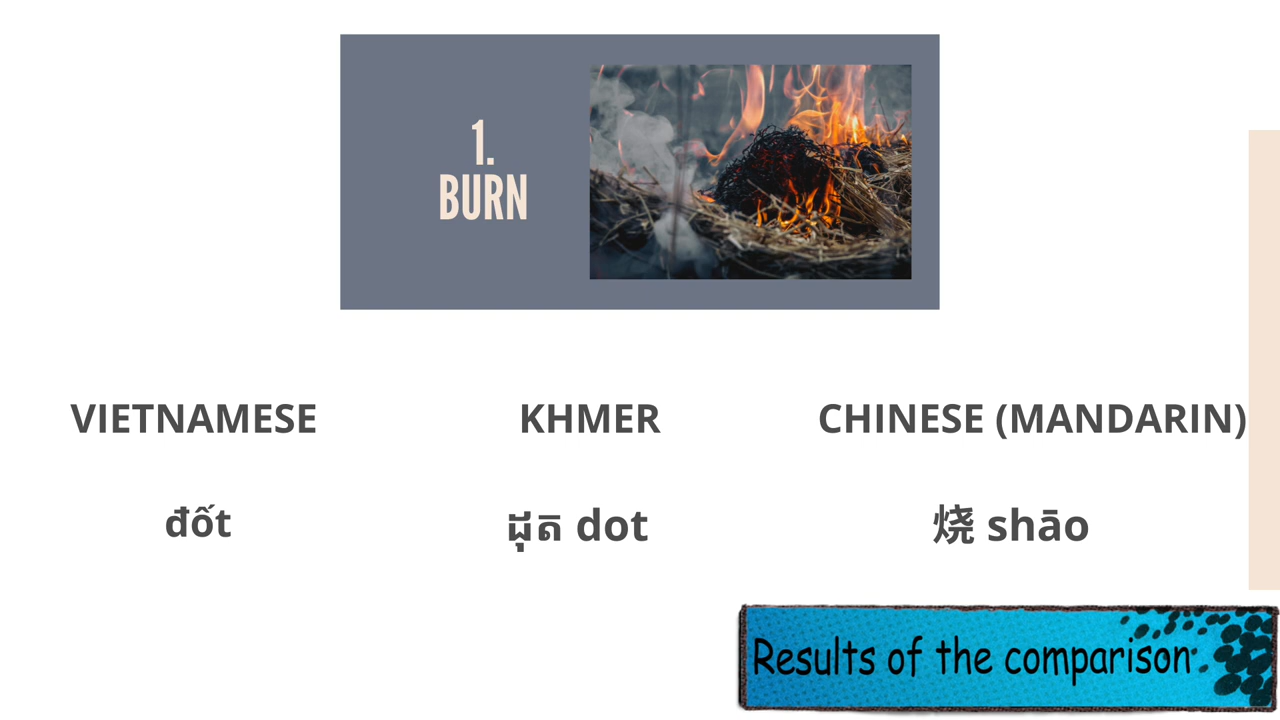 1.
BURN
VIETNAMESE
KHMER
CHINESE (MANDARIN)
đốt
ដុត dot
烧 shāo
Results of the comparison